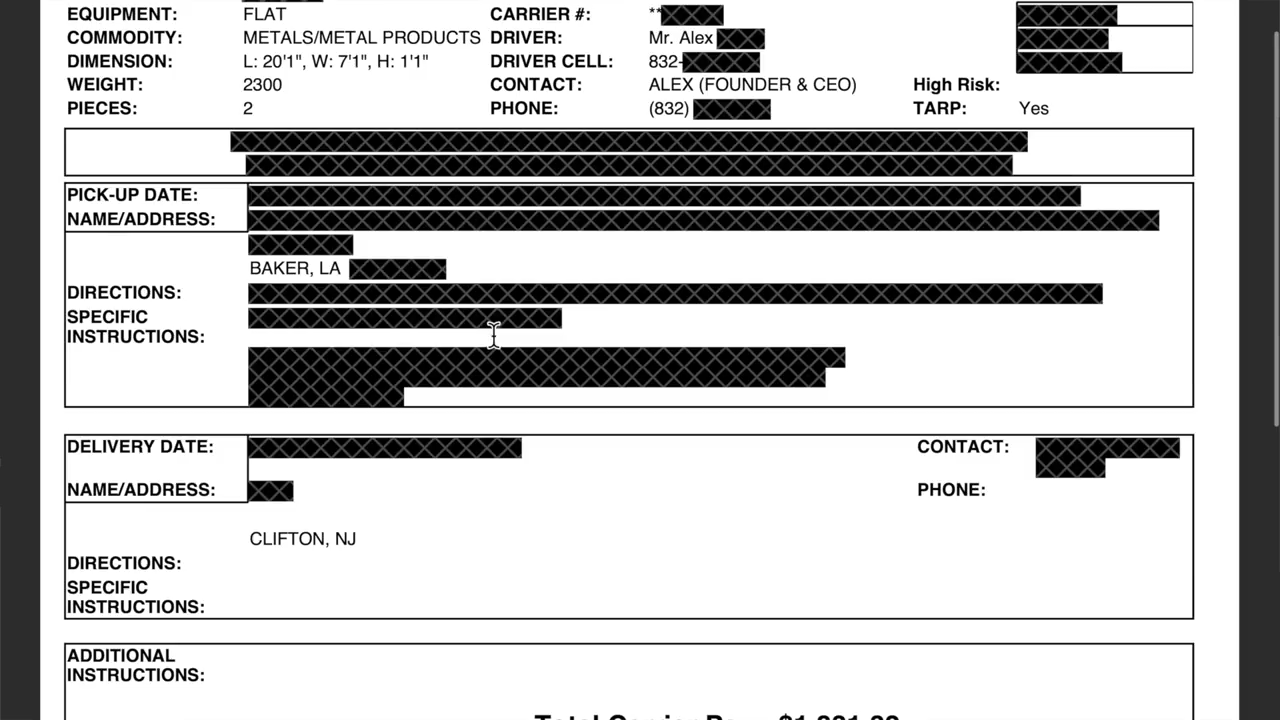 EQUIPMENT: FLAT CARRIER #: **
COMMODITY: METALS/METAL PRODUCTS DRIVER: Mr. Alex
DIMENSION: L: 20'1", W: 7'1", H: 1'1" DRIVER CELL: 832-
WEIGHT: 2300 CONTACT: ALEX (FOUNDER & CEO) High Risk:
PIECES: 2 PHONE: (832) TARP: Yes
PICK-UP DATE:
NAME/ADDRESS:
BAKER, LA
DIRECTIONS:
SPECIFIC
INSTRUCTIONS:
DELIVERY DATE: CONTACT:
NAME/ADDRESS: PHONE:
CLIFTON, NJ
DIRECTIONS:
SPECIFIC
INSTRUCTIONS:
ADDITIONAL
INSTRUCTIONS:
Total Carrier